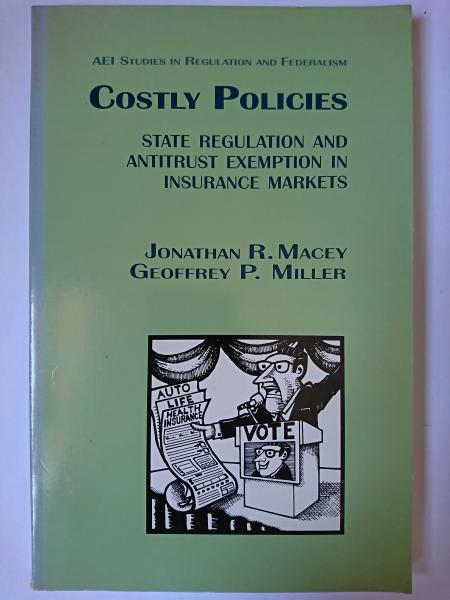 AEI STUDIES IN REGULATION AND FEDERALISM
COSTLY POLICIES
STATE REGULATION AND
ANTITRUST EXEMPTION IN
INSURANCE MARKETS
JONATHAN R. MACEY
GEOFFREY P. MILLER
AUTO
LIFE
HEALTH
INSURANCE
VOTE